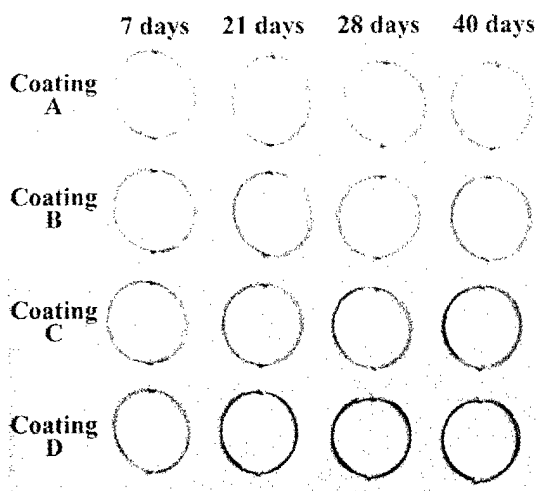 7 days 21 days 28 days 40 days
Coating
A
Coating
B
Coating
C
Coating
D